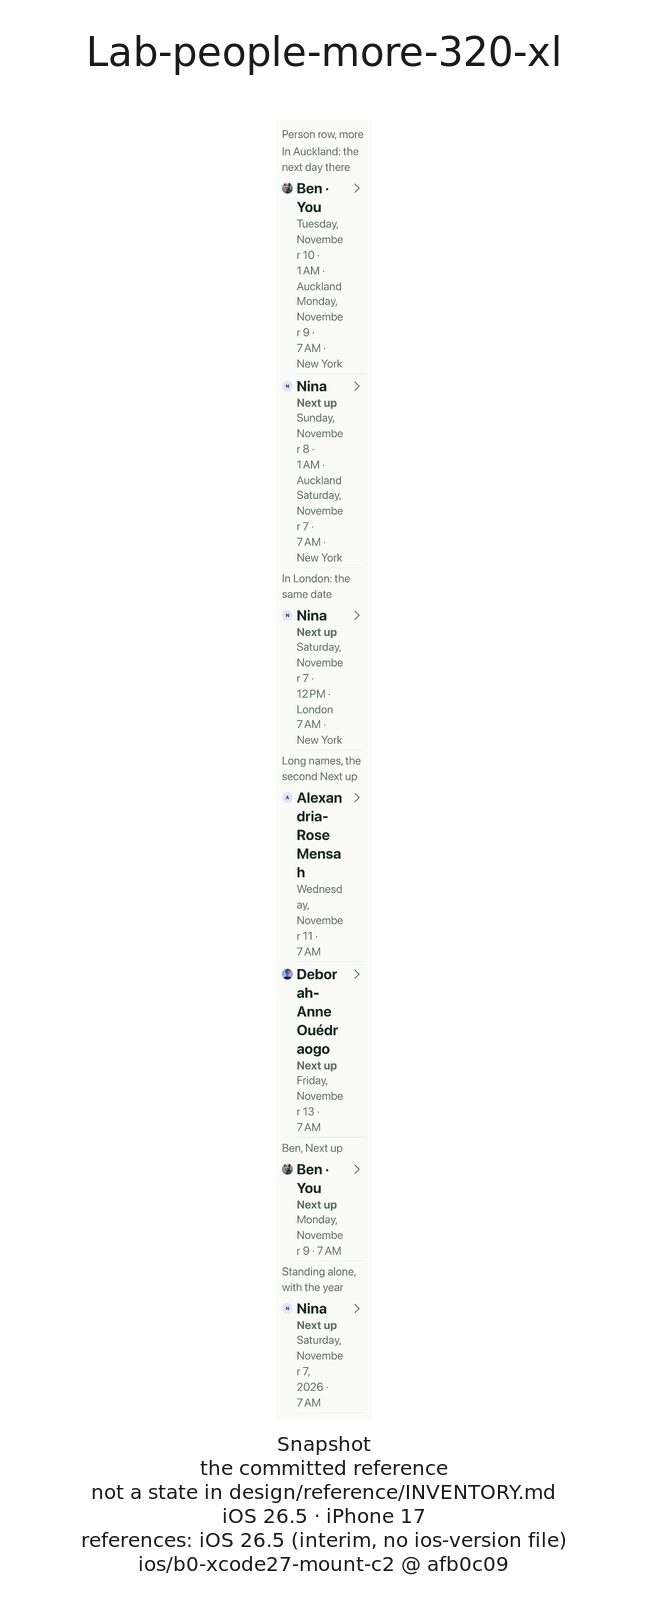 Lab-people-more-320-xl
Person row, more
In Auckland: the
next day there
Ben ·
You
Tuesday,
Novembe
r 10 ·
1 AM ·
Auckland
Monday,
Novembe
r 9 ·
7 AM ·
New York
N
Nina
Next up
Sunday,
Novembe
r 8 ·
1 AM ·
Auckland
Saturday,
Novembe
r 7 ·
7 AM ·
New York
In London: the
same date
N
Nina
Next up
Saturday,
Novembe
r 7 ·
12 PM ·
London
7 AM ·
New York
Long names, the
second Next up
A
Alexan
dria-
Rose
Mensa
h
Wednesd
ay,
Novembe
r 11 ·
7 AM
Debor
ah-
Anne
Ouédr
aogo
Next up
Friday,
Novembe
r 13 ·
7 AM
Ben, Next up
Ben ·
You
Next up
Monday,
Novembe
r 9 · 7 AM
Standing alone,
with the year
N
Nina
Next up
Saturday,
Novembe
r 7,
2026 ·
7 AM
Snapshot
the committed reference
not a state in design/reference/INVENTORY.md
iOS 26.5 · iPhone 17
references: iOS 26.5 (interim, no ios-version file)
ios/b0-xcode27-mount-c2 @ afb0c09